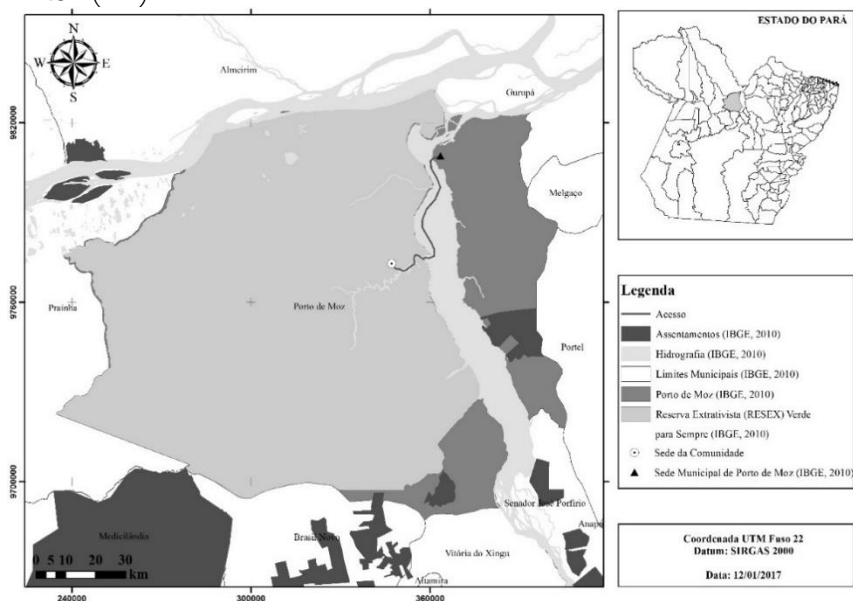 N
W E
S
Almeirim
Gurupá
Melgaço
Prainha
Porto de Moz
Portel
Medicilândia
Brasil Novo
Senador José Porfírio
Anapu
Vitória do Xingu
Altamira
0 5 10 20 30
km
9820000
9760000
9700000
240000 300000 360000
ESTADO DO PARÁ
Legenda
Acesso
Assentamentos (IBGE, 2010)
Hidrografia (IBGE, 2010)
Limites Municipais (IBGE, 2010)
Porto de Moz (IBGE, 2010)
Reserva Extrativista (RESEX) Verde
para Sempre (IBGE, 2010)
Sede da Comunidade
Sede Municipal de Porto de Moz (IBGE, 2010)
Coordenada UTM Fuso 22
Datum: SIRGAS 2000
Data: 12/01/2017